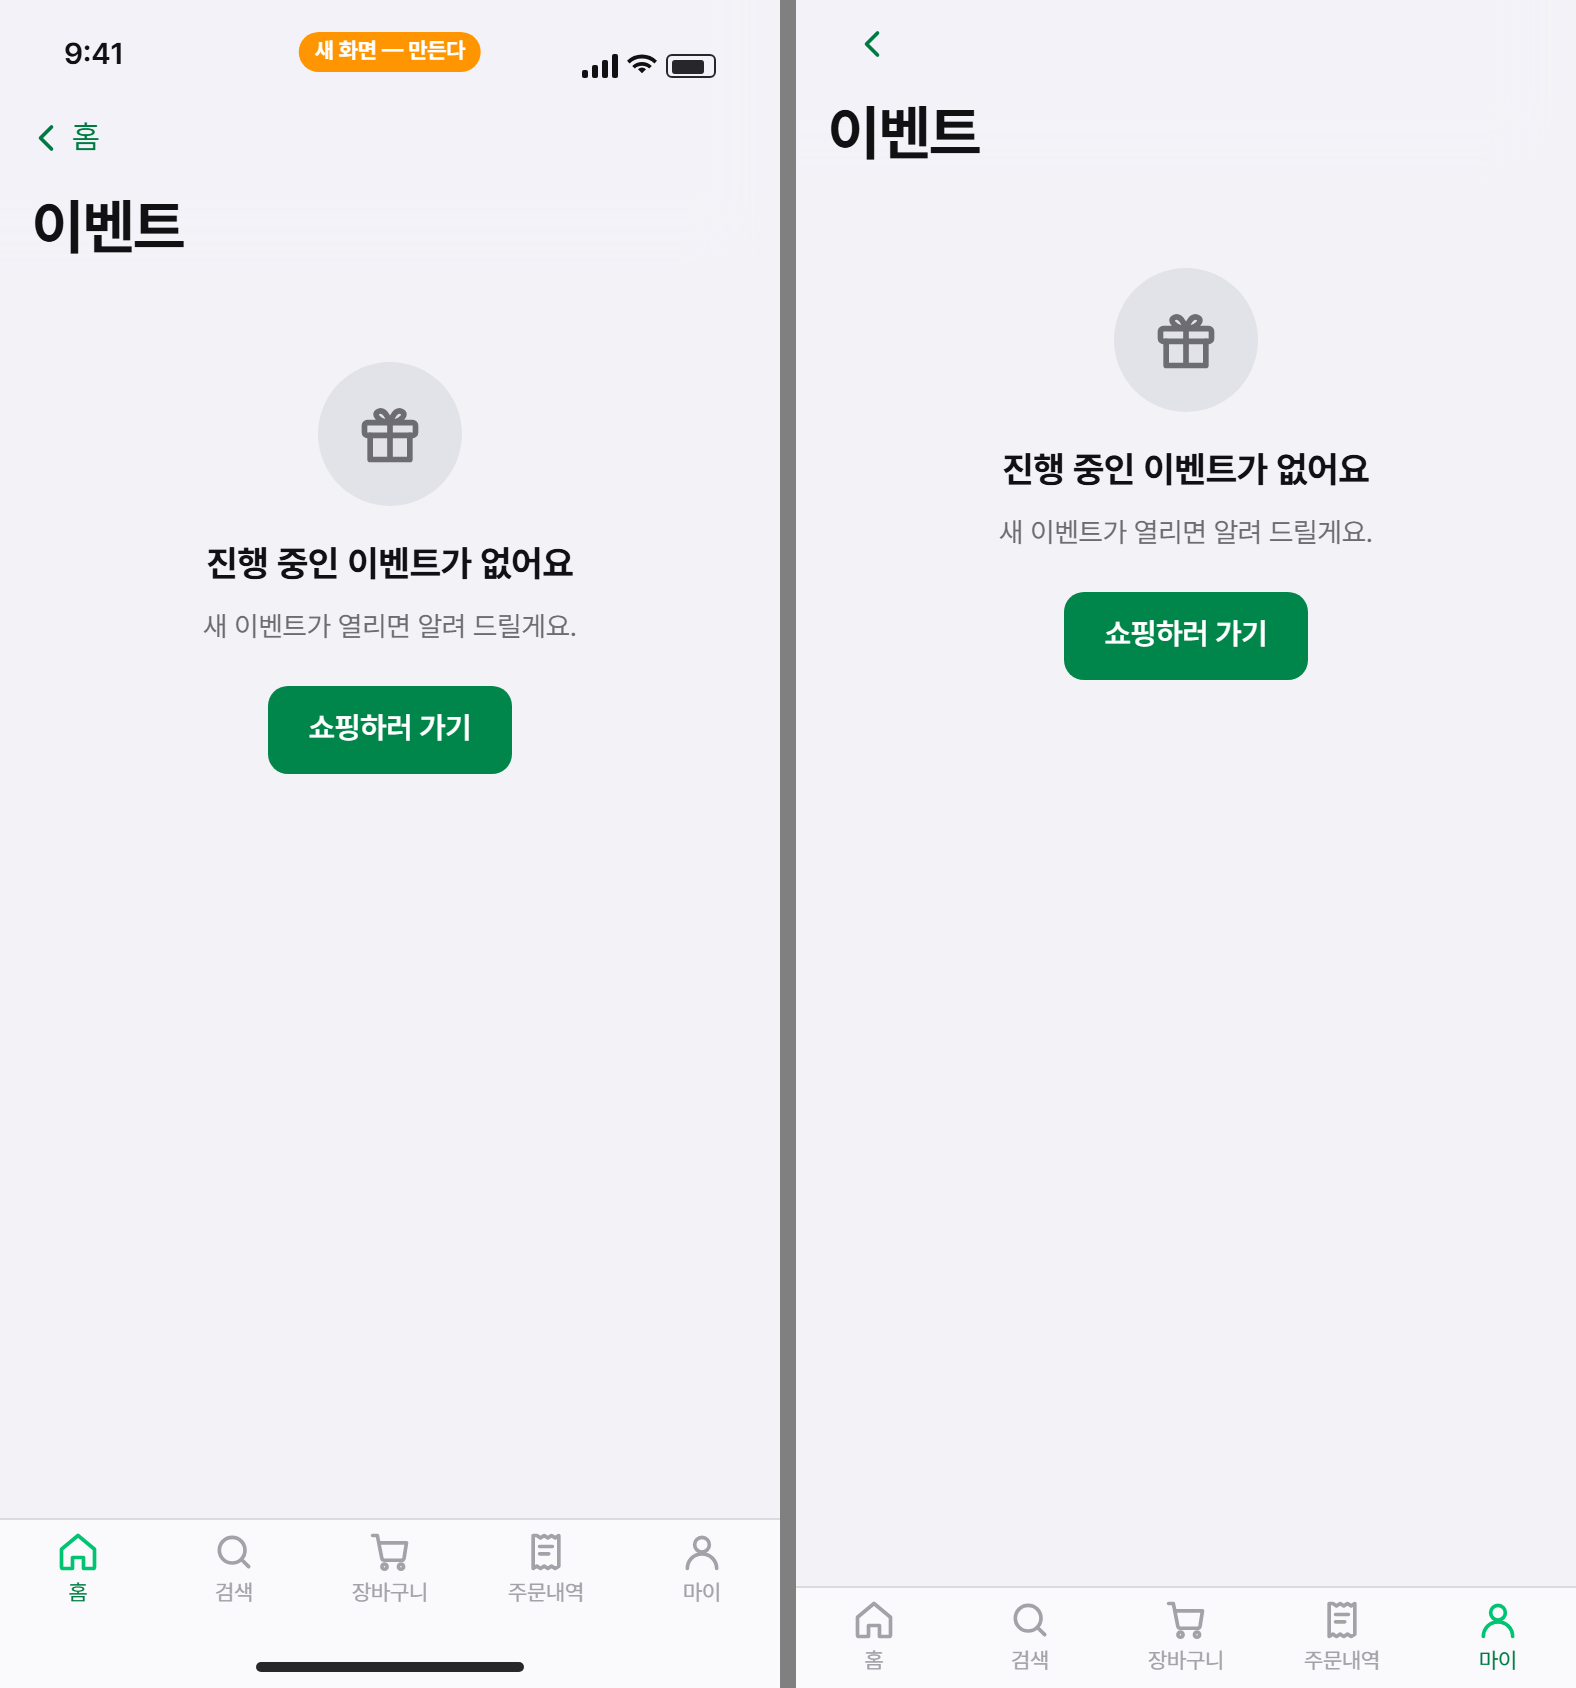 9:41
새 화면 — 만든다
홈
이벤트
진행 중인 이벤트가 없어요
새 이벤트가 열리면 알려 드릴게요.
쇼핑하러 가기
홈
검색
장바구니
주문내역
마이
이벤트
진행 중인 이벤트가 없어요
새 이벤트가 열리면 알려 드릴게요.
쇼핑하러 가기
홈
검색
장바구니
주문내역
마이